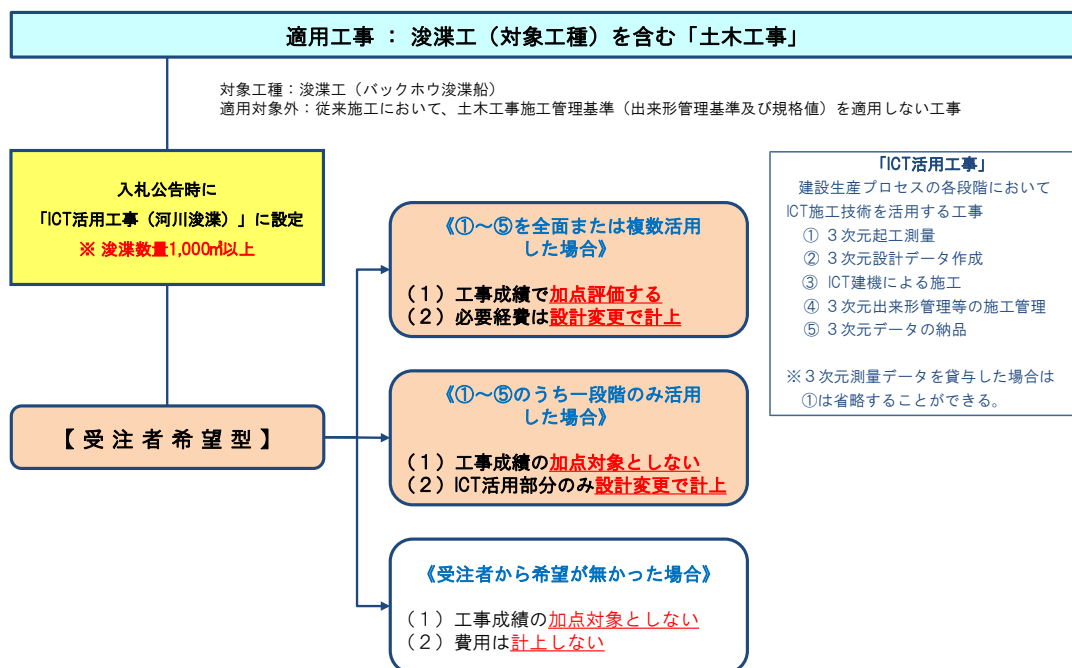 適用工事 ： 浚渫工（対象工種）を含む「土木工事」
対象工種：浚渫工（バックホウ浚渫船）
適用対象外：従来施工において、土木工事施工管理基準（出来形管理基準及び規格値）を適用しない工事
入札公告時に
「ICT活用工事（河川浚渫）」に設定
※ 浚渫数量1,000㎥以上
【 受 注 者 希 望 型 】
《①～⑤を全面または複数活用
した場合》
（１）工事成績で加点評価する
（２）必要経費は設計変更で計上
《①～⑤のうち一段階のみ活用
した場合》
（１）工事成績の加点対象としない
（２）ICT活用部分のみ設計変更で計上
《受注者から希望が無かった場合》
（１）工事成績の加点対象としない
（２）費用は計上しない
「ICT活用工事」
建設生産プロセスの各段階において
ICT施工技術を活用する工事
① ３次元起工測量
② ３次元設計データ作成
③ ICT建機による施工
④ ３次元出来形管理等の施工管理
⑤ ３次元データの納品
※３次元測量データを貸与した場合は
①は省略することができる。